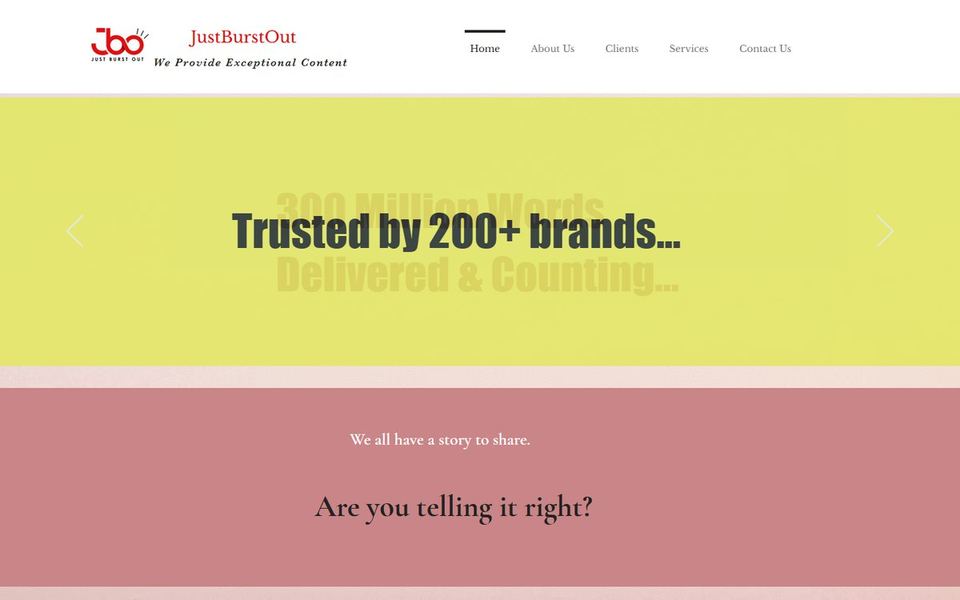 JustBurstOut
JUST BURST OUT
We Provide Exceptional Content
Home
About Us
Clients
Services
Contact Us
300 Million Words
Trusted by 200+ brands...
Delivered & Counting...
We all have a story to share.
Are you telling it right?